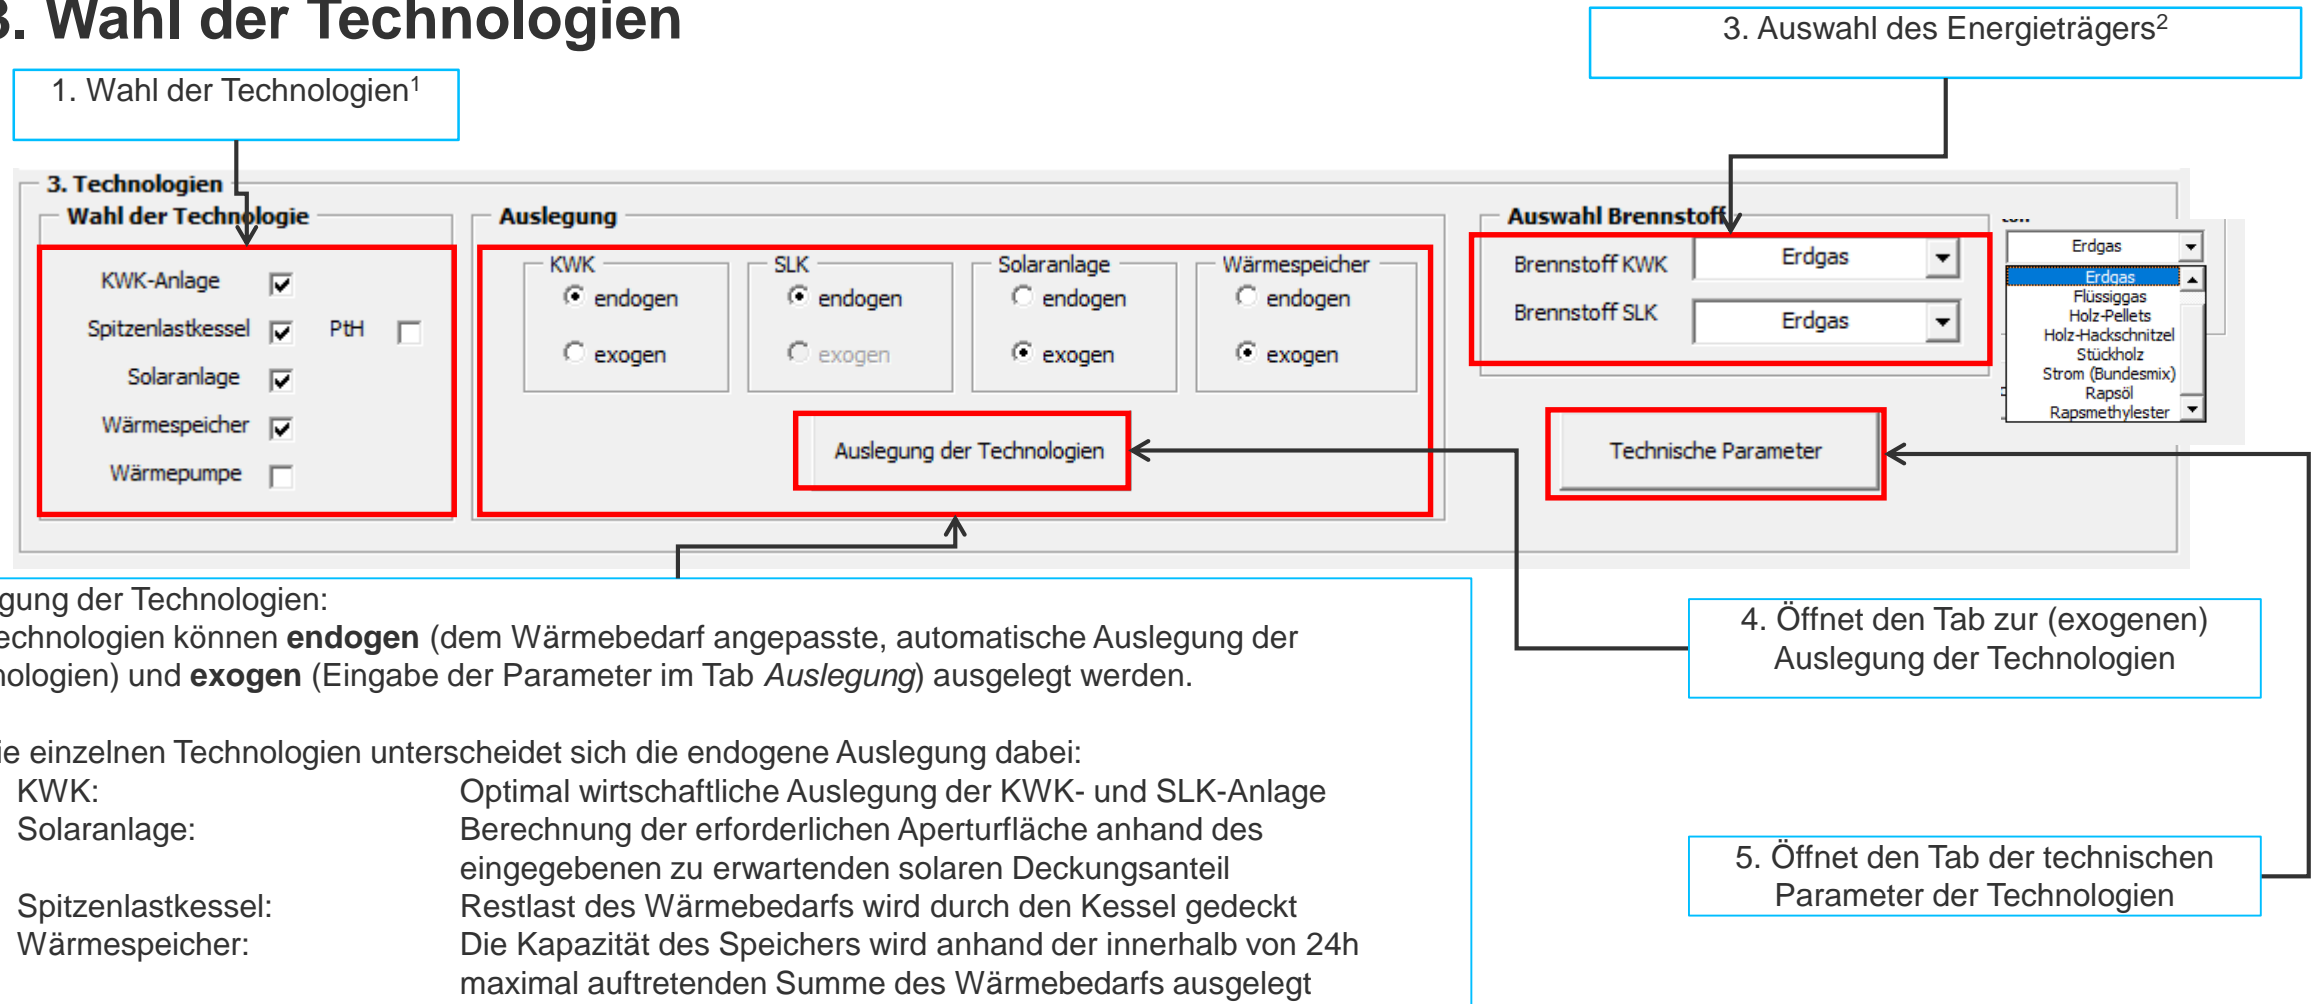 3. Wahl der Technologien
3. Auswahl des Energieträgers²
1. Wahl der Technologien¹
3. Technologien
Wahl der Technologie
KWK-Anlage
Spitzenlastkessel PtH
Solaranlage
Wärmespeicher
Wärmepumpe
Auslegung
KWK
endogen
exogen
SLK
endogen
exogen
Solaranlage
endogen
exogen
Wärmespeicher
endogen
exogen
Auslegung der Technologien
Auswahl Brennstoff
Brennstoff KWK Erdgas
Brennstoff SLK Erdgas
Technische Parameter
Erdgas
Erdgas
Flüssiggas
Holz-Pellets
Holz-Hackschnitzel
Stückholz
Strom (Bundesmix)
Rapsöl
Rapsmethylester
gung der Technologien:
echnologien können endogen (dem Wärmebedarf angepasste, automatische Auslegung der
nologien) und exogen (Eingabe der Parameter im Tab Auslegung) ausgelegt werden.
ie einzelnen Technologien unterscheidet sich die endogene Auslegung dabei:
KWK: Optimal wirtschaftliche Auslegung der KWK- und SLK-Anlage
Solaranlage: Berechnung der erforderlichen Aperturfläche anhand des
eingegebenen zu erwartenden solaren Deckungsanteil
Spitzenlastkessel: Restlast des Wärmebedarfs wird durch den Kessel gedeckt
Wärmespeicher: Die Kapazität des Speichers wird anhand der innerhalb von 24h
maximal auftretenden Summe des Wärmebedarfs ausgelegt
4. Öffnet den Tab zur (exogenen)
Auslegung der Technologien
5. Öffnet den Tab der technischen
Parameter der Technologien